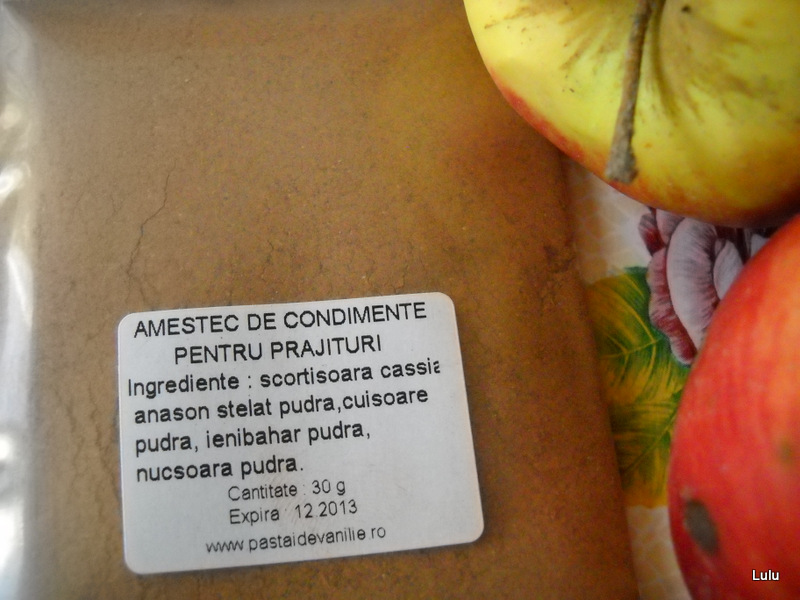 AMESTEC DE CONDIMENTE
PENTRU PRAJITURI
Ingrediente : scortisoara cassia
anason stelat pudra,cuisoare
pudra, ienibahar pudra,
nucsoara pudra.
Cantitate : 30 g
Expira 12.2013
www.pastaidevanilie.ro
Lulu